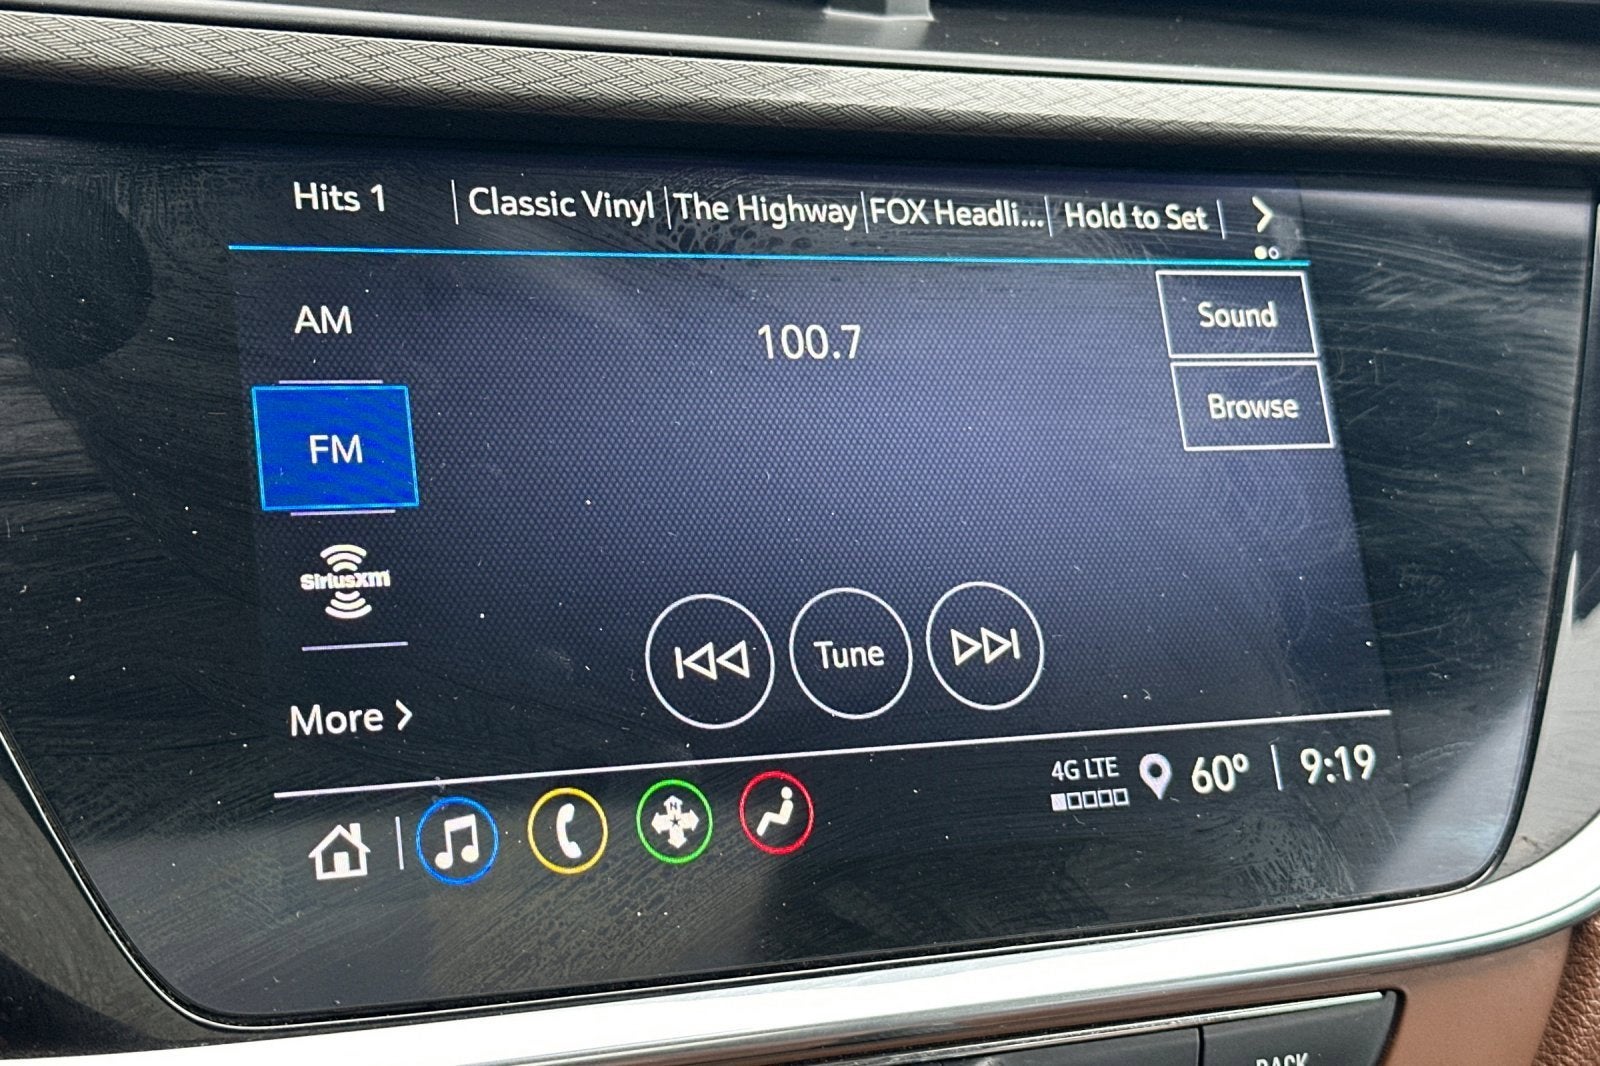 Hits 1 Classic Vinyl The Highway FOX Headli... Hold to Set
AM
100.7
Sound
Browse
FM
SiriusXM
Tune
More
4G LTE 60° 9:19
N
BACK